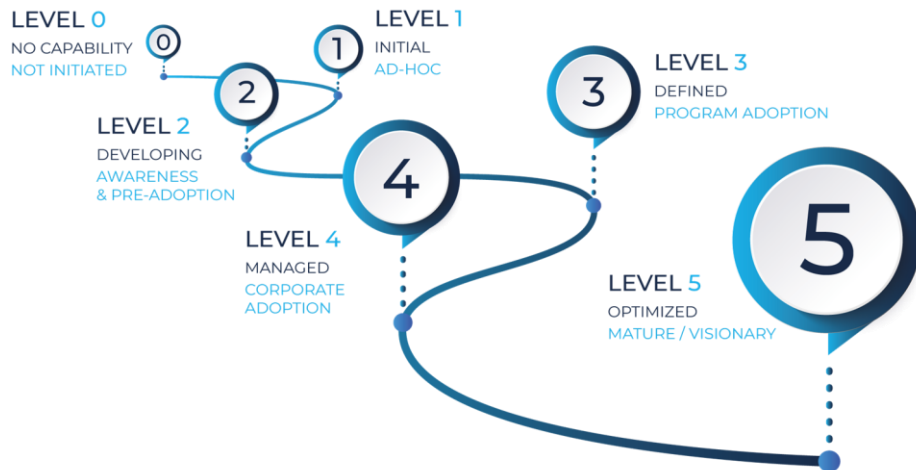 LEVEL 0
NO CAPABILITY
NOT INITIATED
0
LEVEL 1
INITIAL
AD-HOC
1
LEVEL 2
DEVELOPING
AWARENESS
& PRE-ADOPTION
2
LEVEL 3
DEFINED
PROGRAM ADOPTION
3
LEVEL 4
MANAGED
CORPORATE
ADOPTION
4
LEVEL 5
OPTIMIZED
MATURE / VISIONARY
5